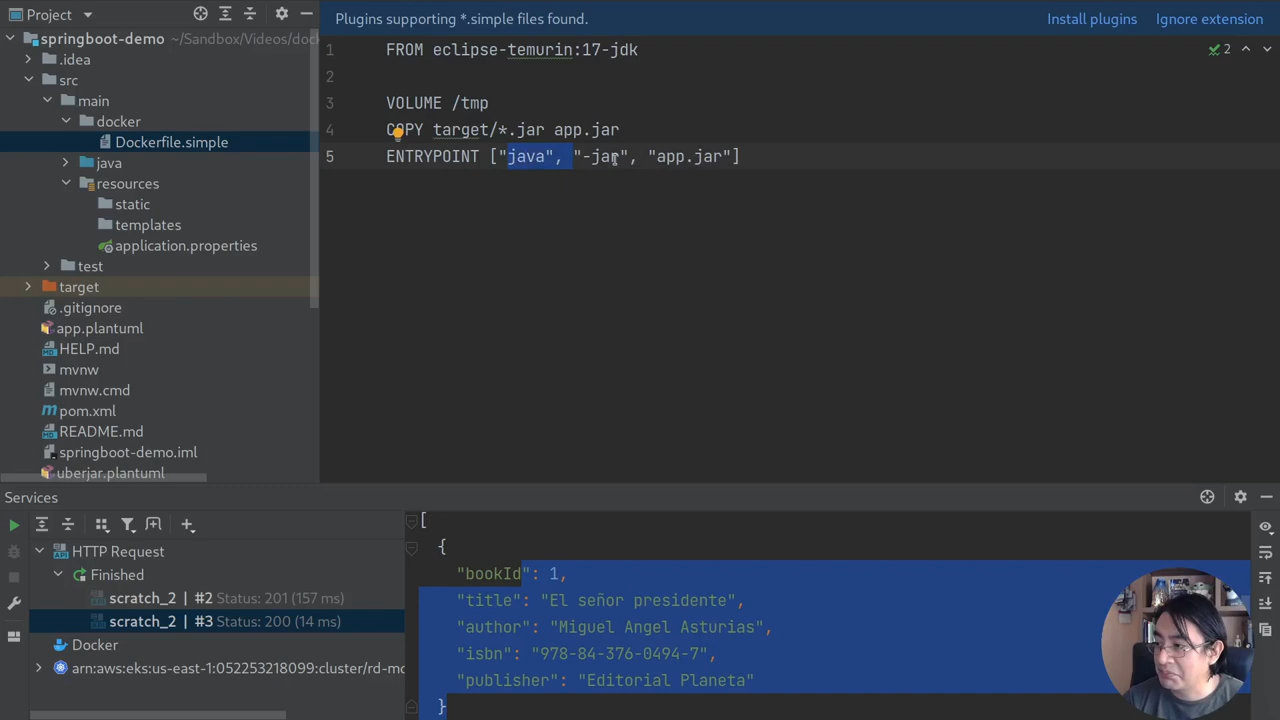 Project
springboot-demo ~/Sandbox/Videos/doc
.idea
src
main
docker
Dockerfile.simple
java
resources
static
templates
application.properties
test
target
.gitignore
app.plantuml
HELP.md
mvnw
mvnw.cmd
pom.xml
README.md
springboot-demo.iml
uberjar.plantuml
Plugins supporting *.simple files found.
Install plugins
Ignore extension
2
1 FROM eclipse-temurin:17-jdk
2
3 VOLUME /tmp
4 COPY target/*.jar app.jar
5 ENTRYPOINT ["java", "-jar", "app.jar"]
Services
HTTP Request
Finished
scratch_2 | #2 Status: 201 (157 ms)
scratch_2 | #3 Status: 200 (14 ms)
Docker
arn:aws:eks:us-east-1:052253218099:cluster/rd-mc
[
{
"bookId": 1,
"title": "El señor presidente",
"author": "Miguel Angel Asturias",
"isbn": "978-84-376-0494-7",
"publisher": "Editorial Planeta"
}